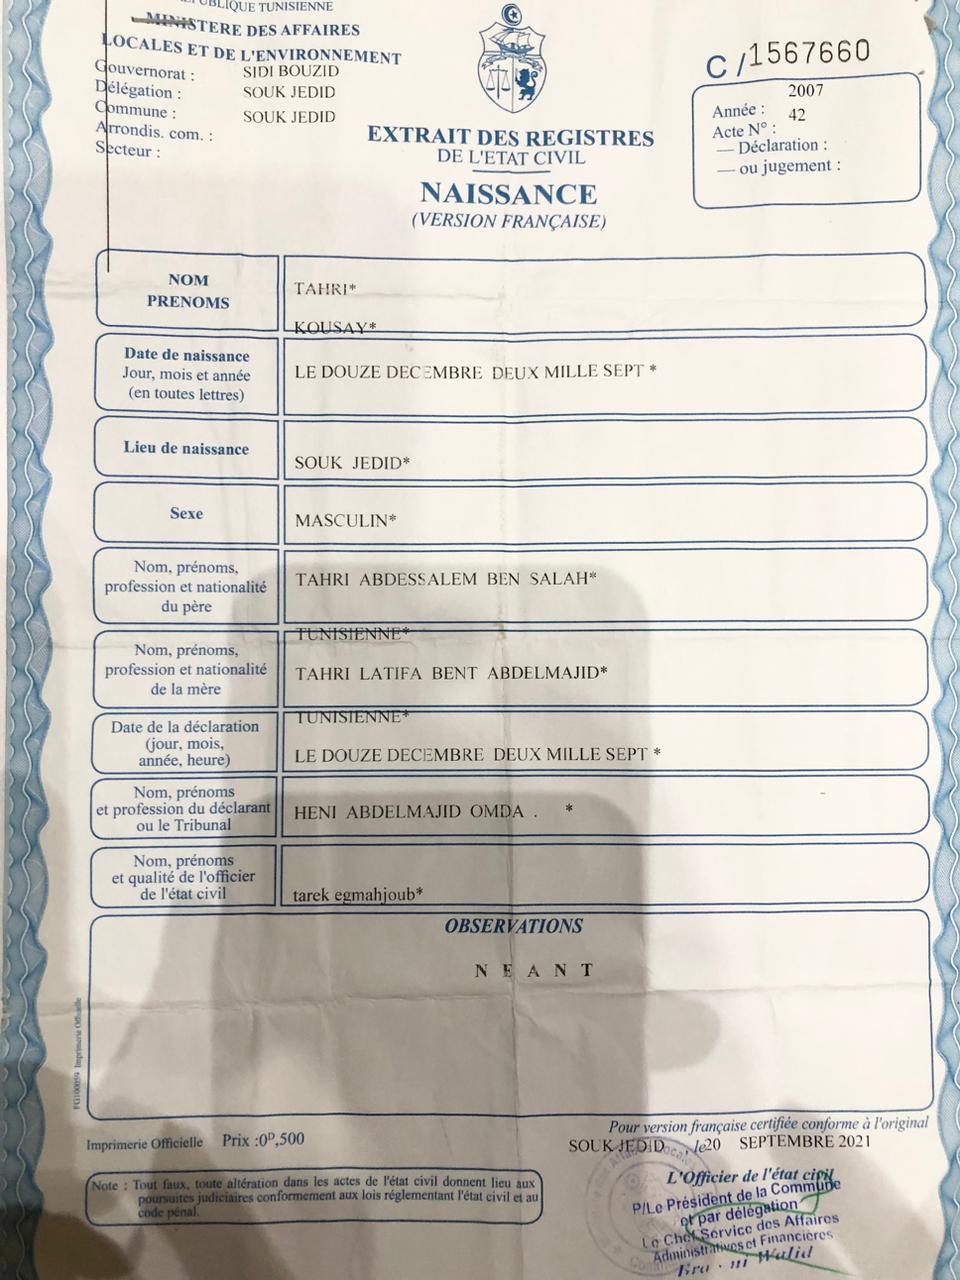 RÉPUBLIQUE TUNISIENNE
MINISTERE DES AFFAIRES
LOCALES ET DE L'ENVIRONNEMENT
Gouvernorat : SIDI BOUZID
Délégation : SOUK JEDID
Commune : SOUK JEDID
Arrondis. com. :
Secteur :
EXTRAIT DES REGISTRES
DE L'ETAT CIVIL
NAISSANCE
(VERSION FRANÇAISE)
C/1567660
Année : 2007
Acte N° : 42
— Déclaration :
— ou jugement :
NOM
PRENOMS
TAHRI*
KOUSAY*
Date de naissance
Jour, mois et année
(en toutes lettres)
LE DOUZE DECEMBRE DEUX MILLE SEPT *
Lieu de naissance
SOUK JEDID*
Sexe
MASCULIN*
Nom, prénoms,
profession et nationalité
du père
TAHRI ABDESSALEM BEN SALAH*
TUNISIENNE*
Nom, prénoms,
profession et nationalité
de la mère
TAHRI LATIFA BENT ABDELMAJID*
TUNISIENNE*
Date de la déclaration
(jour, mois,
année, heure)
LE DOUZE DECEMBRE DEUX MILLE SEPT *
Nom, prénoms
et profession du déclarant
ou le Tribunal
HENI ABDELMAJID OMDA . *
Nom, prénoms
et qualité de l'officier
de l'état civil
tarek egmahjoub*
OBSERVATIONS
N E A N T
FG100059 Imprimerie Officielle
Imprimerie Officielle Prix :0ᴰ,500
Pour version française certifiée conforme à l'original
SOUK JEDID , le 20 SEPTEMBRE 2021
Note : Tout faux, toute altération dans les actes de l'état civil donnent lieu aux
poursuites judiciaires conformement aux lois réglementant l'état civil et au
code pénal.
L'Officier de l'état civil
P/Le Président de la Commune
et par délégation
Le Chef Service des Affaires
Administratives et Financières
Walid